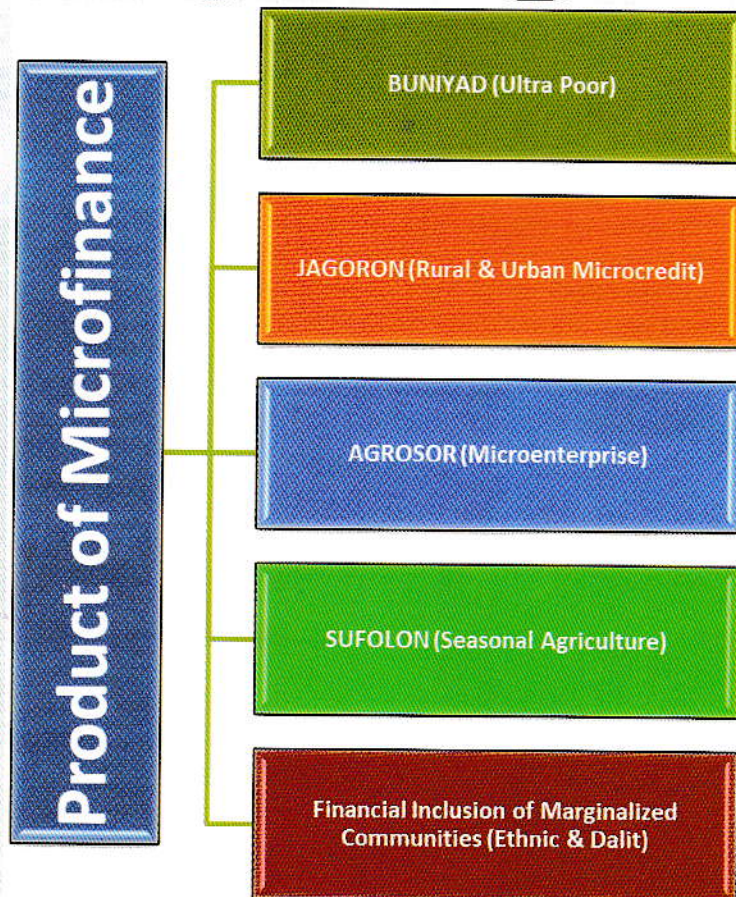 Product of Microfinance
BUNIYAD (Ultra Poor)
JAGORON (Rural & Urban Microcredit)
AGROSOR (Microenterprise)
SUFOLON (Seasonal Agriculture)
Financial Inclusion of Marginalized
Communities (Ethnic & Dalit)